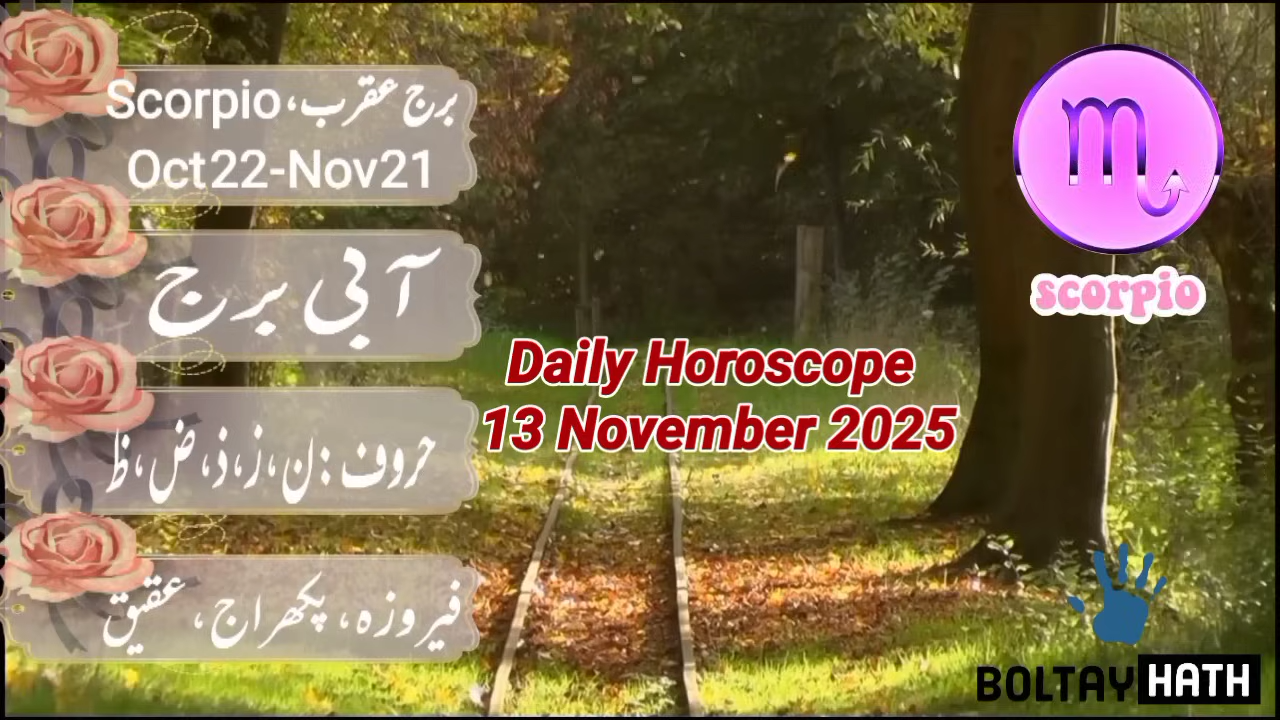 برج عقرب، Scorpio
Oct22-Nov21
آبی برج
حروف : ن، ز، ذ، ض، ظ
فیروزہ، پکھراج، عقیق
Daily Horoscope
13 November 2025
scorpio
BOLTAY HATH